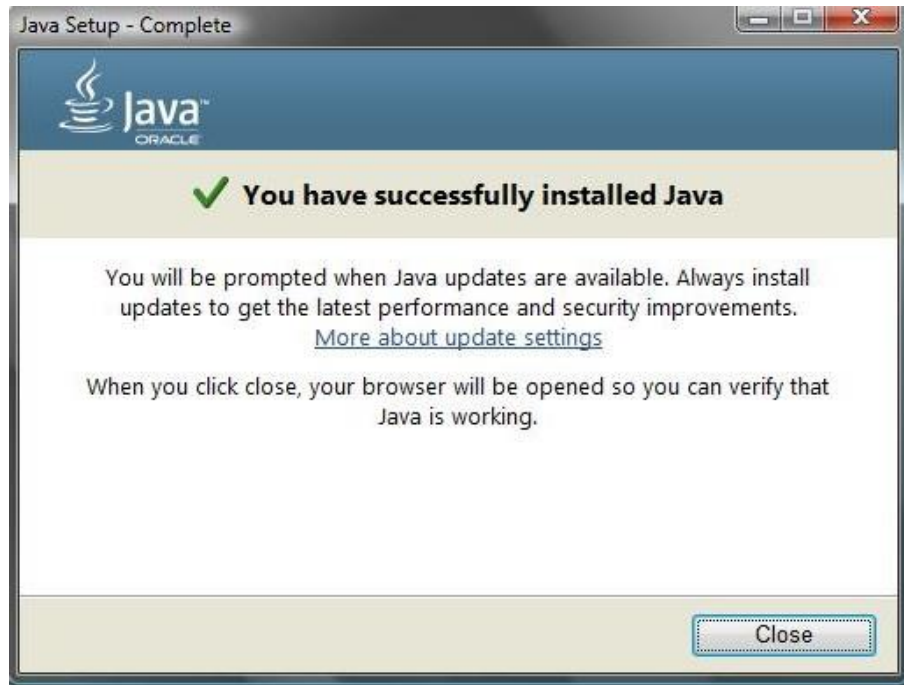 Java Setup - Complete
Java™
ORACLE
You have successfully installed Java
You will be prompted when Java updates are available. Always install
updates to get the latest performance and security improvements.
More about update settings
When you click close, your browser will be opened so you can verify that
Java is working.
Close